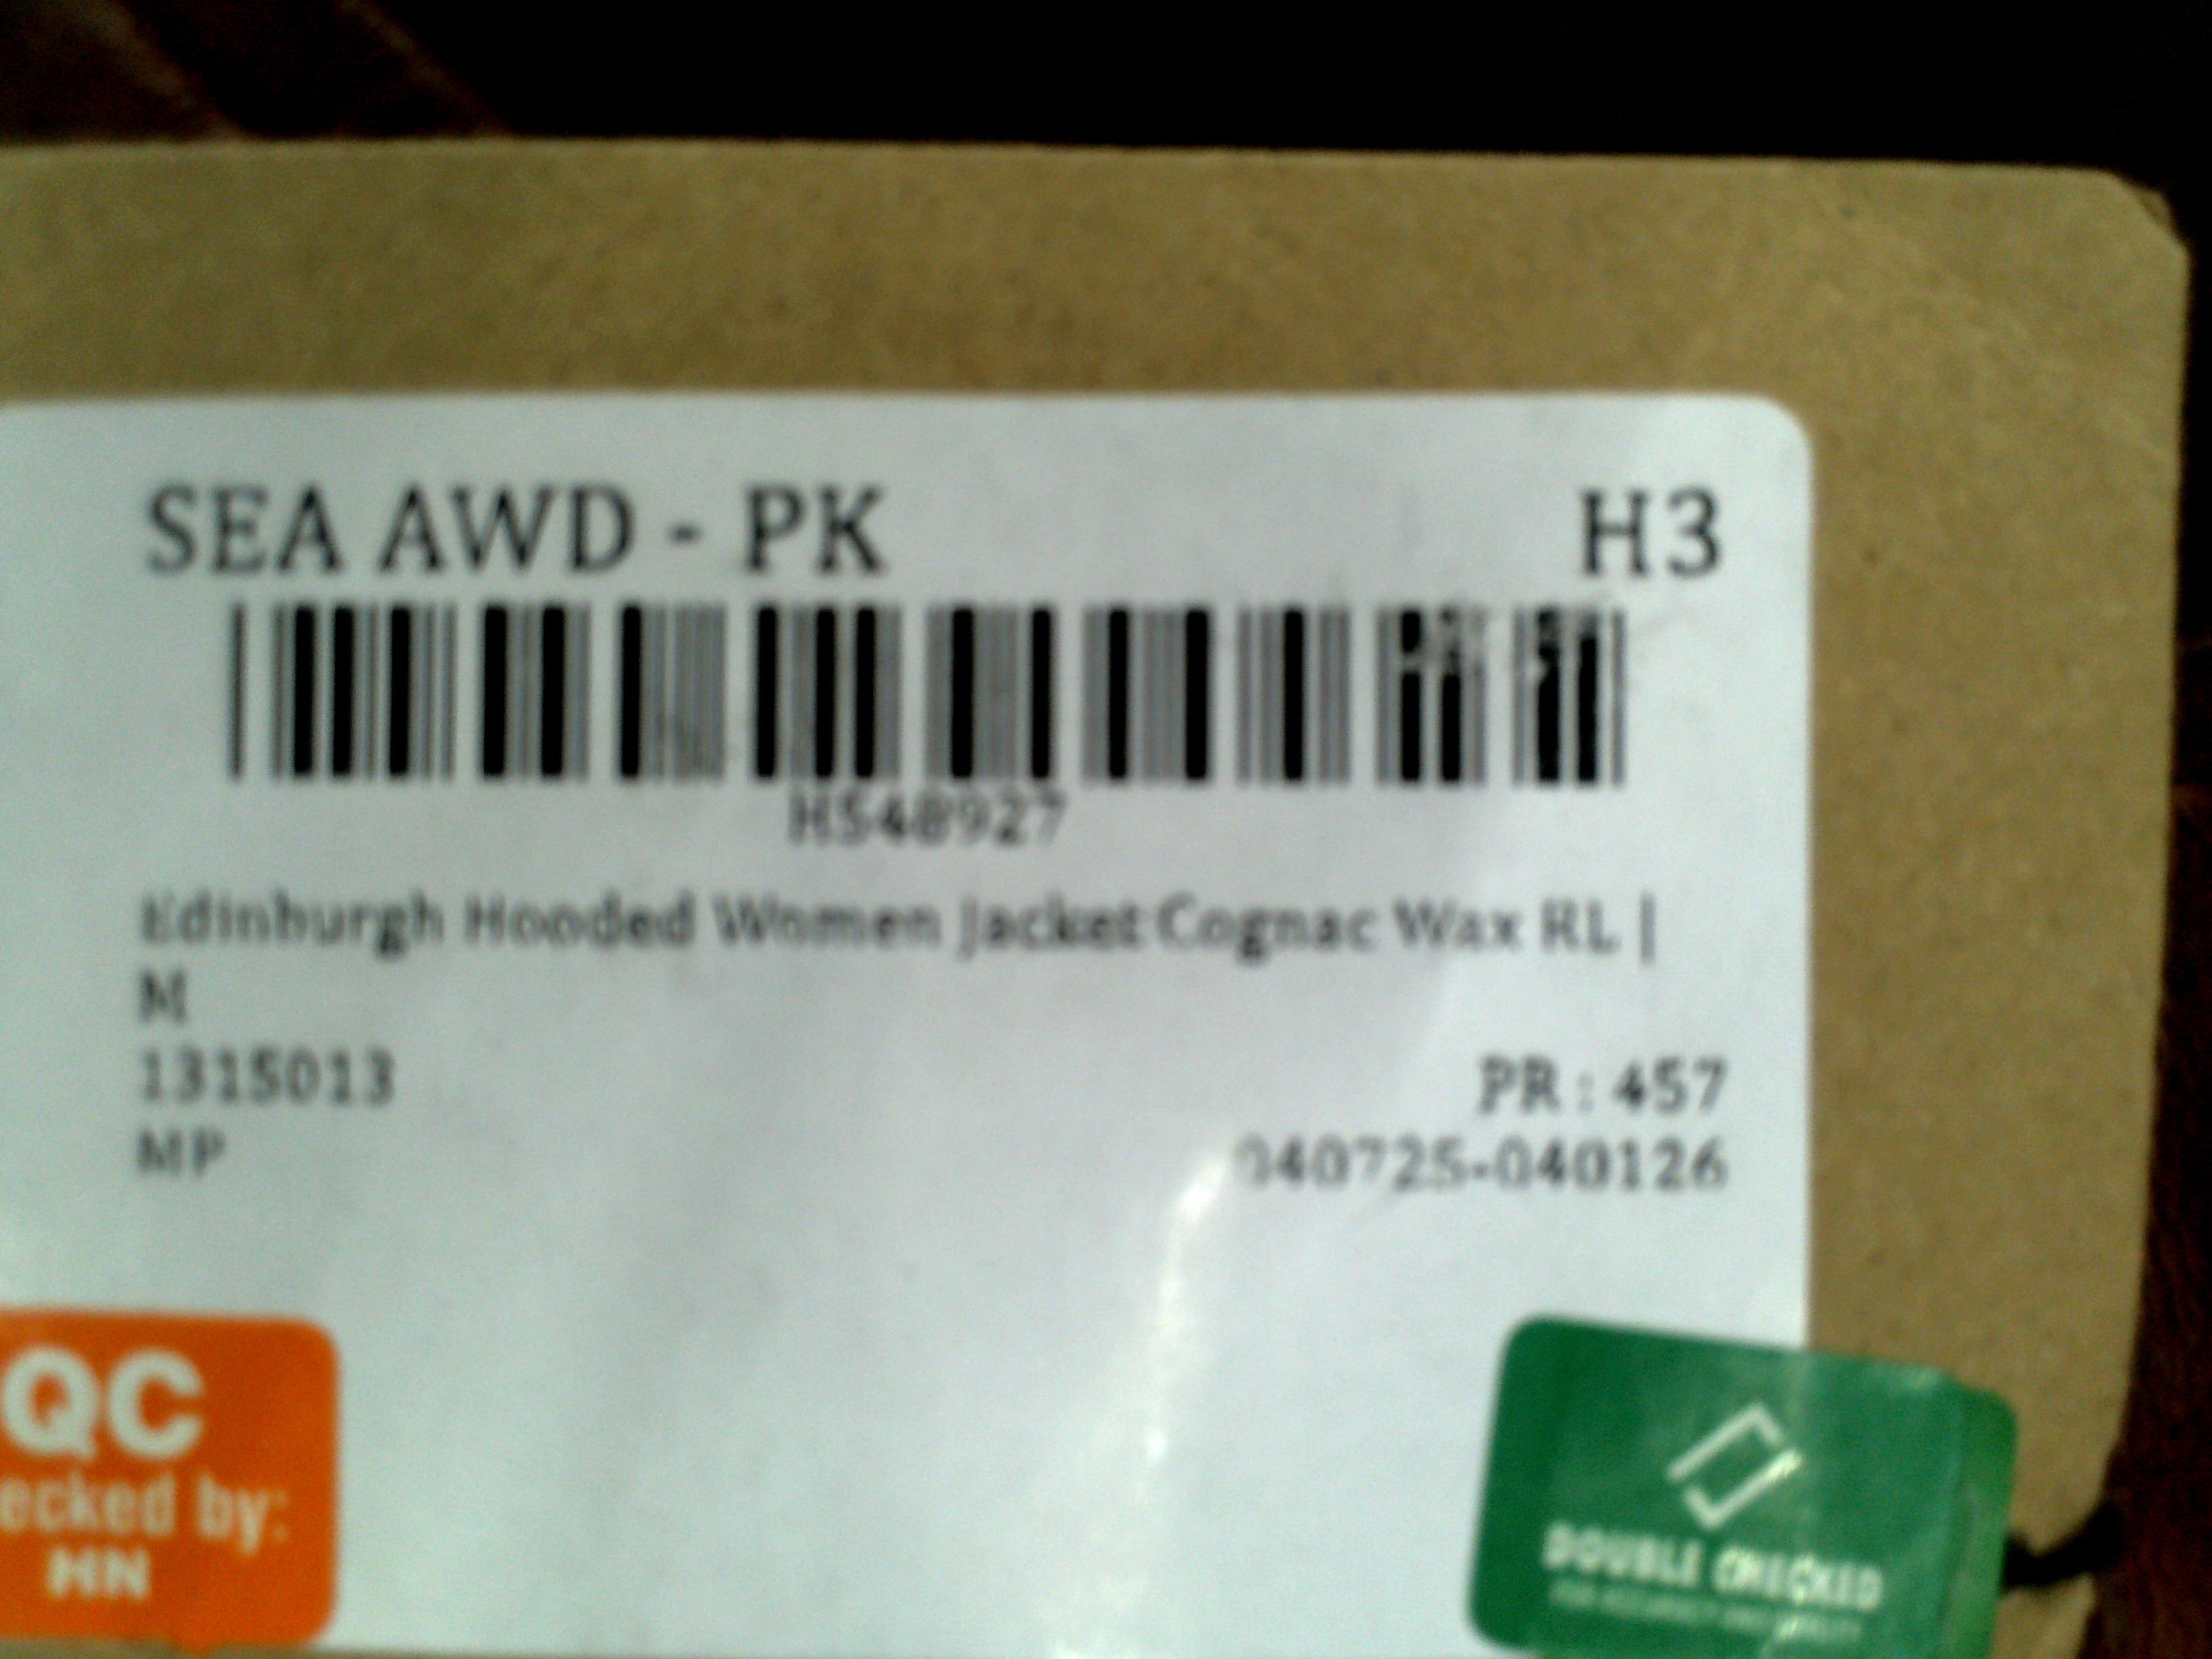 SEA AWD - PK H3
HS48927
Edinburgh Hooded Women Jacket Cognac Wax RL |
M
1315013 PR : 457
MP 040725-040126
QC
ecked by:
HN
DOUBLE CHECKED